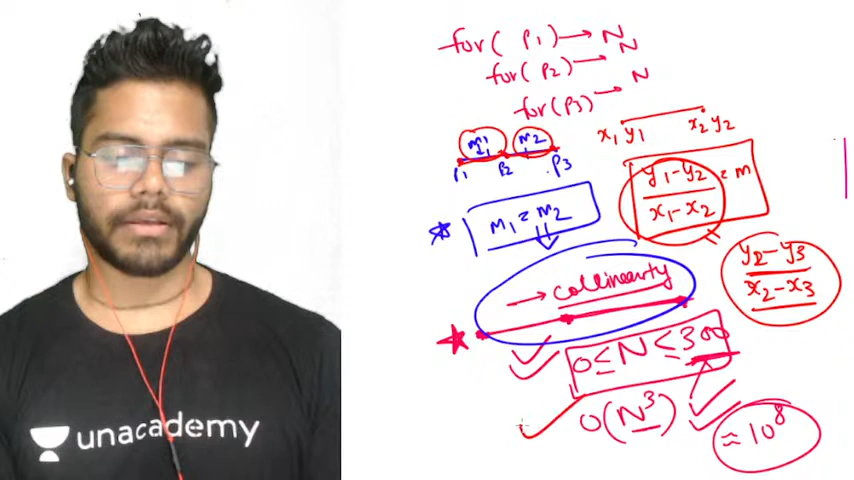 for( P1) → N
for( P2) → N
for(P3) → N
m1 m2
P1 P2 P3
x1 y1 x2 y2
y1-y2 / x1-x2 = m
m1 = m2
y2-y3 / x2-x3
→ collinearty
0 ≤ N ≤ 300
O(N³)
≈ 10⁸
unacademy